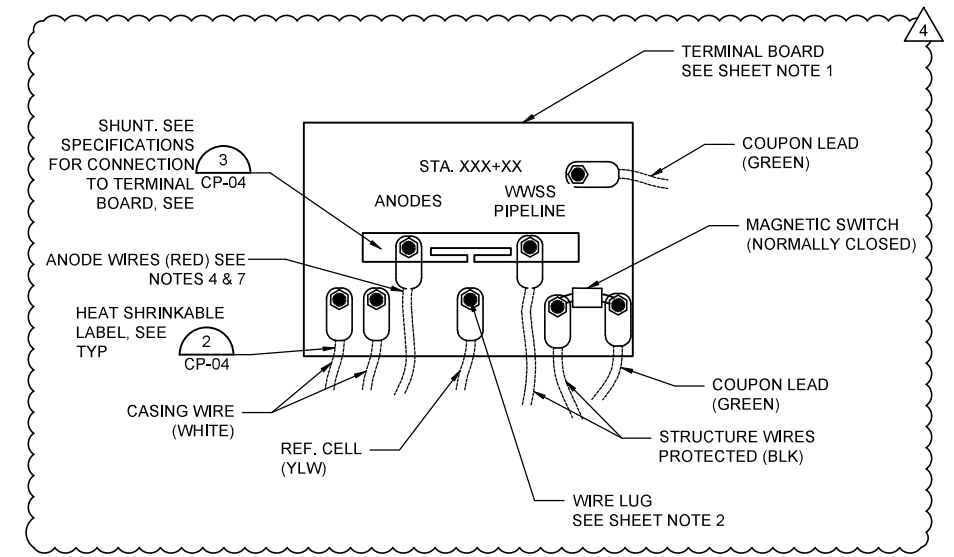 4
TERMINAL BOARD
SEE SHEET NOTE 1
SHUNT. SEE
SPECIFICATIONS
FOR CONNECTION
TO TERMINAL
BOARD, SEE
3
CP-04
STA. XXX+XX
ANODES
WWSS
PIPELINE
COUPON LEAD
(GREEN)
MAGNETIC SWITCH
(NORMALLY CLOSED)
ANODE WIRES (RED) SEE
NOTES 4 & 7
HEAT SHRINKABLE
LABEL, SEE
TYP
2
CP-04
CASING WIRE
(WHITE)
REF. CELL
(YLW)
COUPON LEAD
(GREEN)
STRUCTURE WIRES
PROTECTED (BLK)
WIRE LUG
SEE SHEET NOTE 2